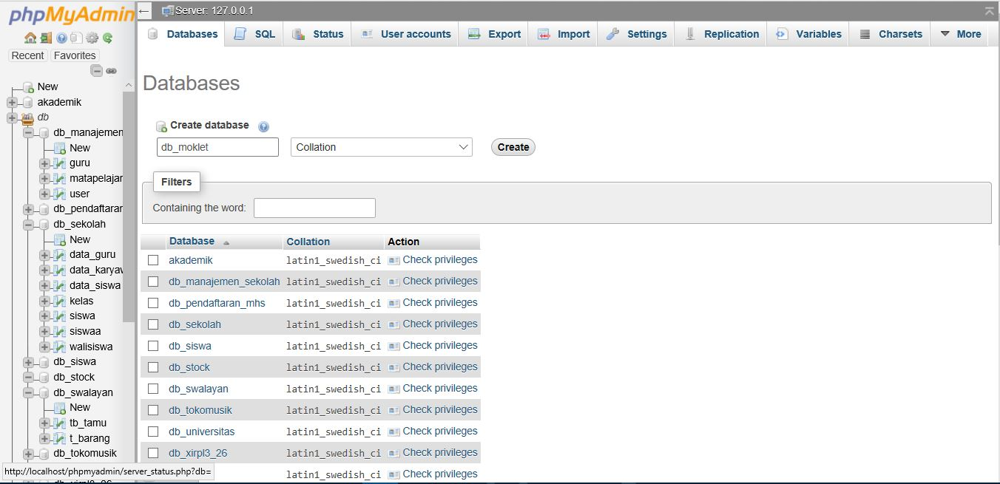 phpMyAdmin
Recent Favorites
New
akademik
db
db_manajemen
New
guru
matapelajar
user
db_pendaftaran
db_sekolah
New
data_guru
data_karyaw
data_siswa
kelas
siswa
siswaa
walisiswa
db_siswa
db_stock
db_swalayan
New
tb_tamu
t_barang
db_tokomusik
http://localhost/phpmyadmin/server_status.php?db=
Server: 127.0.0.1
Databases SQL Status User accounts Export Import Settings Replication Variables Charsets More
Databases
Create database
db_moklet Collation Create
Filters
Containing the word:
Database Collation Action
akademik latin1_swedish_ci Check privileges
db_manajemen_sekolah latin1_swedish_ci Check privileges
db_pendaftaran_mhs latin1_swedish_ci Check privileges
db_sekolah latin1_swedish_ci Check privileges
db_siswa latin1_swedish_ci Check privileges
db_stock latin1_swedish_ci Check privileges
db_swalayan latin1_swedish_ci Check privileges
db_tokomusik latin1_swedish_ci Check privileges
db_universitas latin1_swedish_ci Check privileges
db_xirpl3_26 latin1_swedish_ci Check privileges
latin1_swedish_ci Check privileges